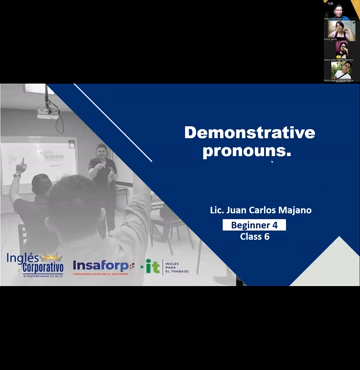 Demonstrative
pronouns.
Lic. Juan Carlos Majano
Beginner 4
Class 6
Inglés
Corporativo
Insaforp
it
INGLÉS
PARA
EL TRABAJO